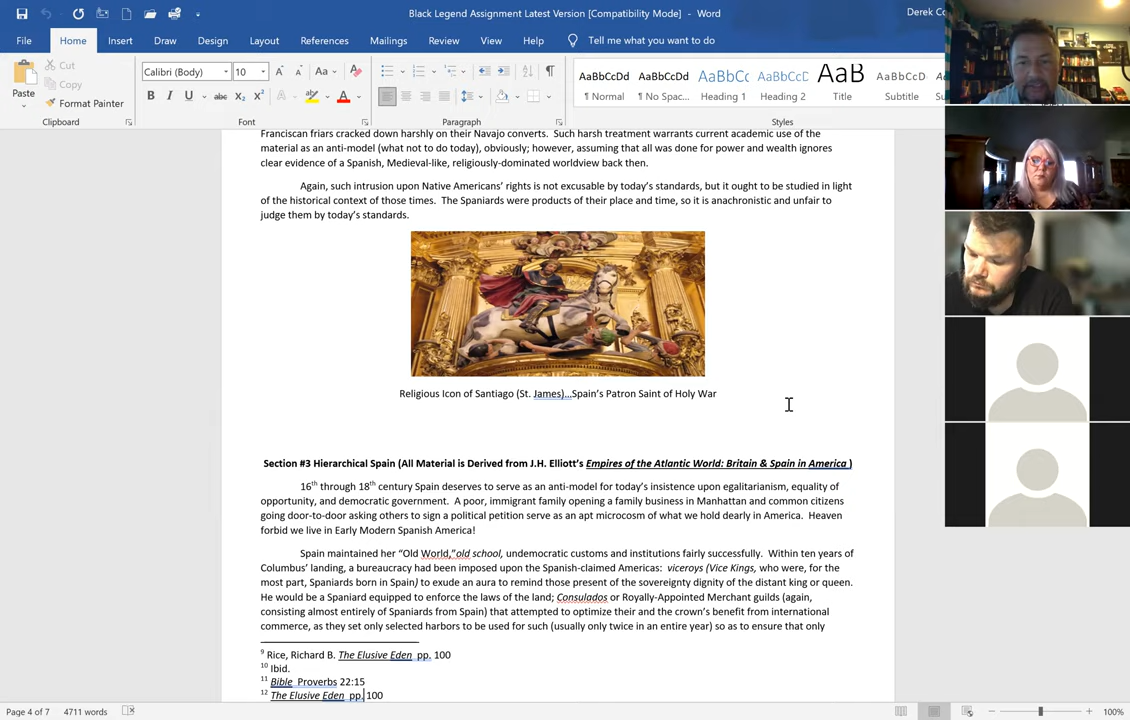 Black Legend Assignment Latest Version [Compatibility Mode] - Word
Derek Co
File Home Insert Draw Design Layout References Mailings Review View Help Tell me what you want to do
Paste
Cut
Copy
Format Painter
Clipboard
Calibri (Body) 10
Font
Paragraph
AaBbCcDd AaBbCcDd AaBbCc AaBbCcDd AaB AaBbCcDd
¶ Normal ¶ No Spac... Heading 1 Heading 2 Title Subtitle
Styles
Franciscan friars cracked down harshly on their Navajo converts. Such harsh treatment warrants current academic use of the
material as an anti-model (what not to do today), obviously; however, assuming that all was done for power and wealth ignores
clear evidence of a Spanish, Medieval-like, religiously-dominated worldview back then.
Again, such intrusion upon Native Americans' rights is not excusable by today's standards, but it ought to be studied in light
of the historical context of those times. The Spaniards were products of their place and time, so it is anachronistic and unfair to
judge them by today's standards.
Religious Icon of Santiago (St. James)...Spain's Patron Saint of Holy War
Section #3 Hierarchical Spain (All Material is Derived from J.H. Elliott's Empires of the Atlantic World: Britain & Spain in America )
16th through 18th century Spain deserves to serve as an anti-model for today's insistence upon egalitarianism, equality of
opportunity, and democratic government. A poor, immigrant family opening a family business in Manhattan and common citizens
going door-to-door asking others to sign a political petition serve as an apt microcosm of what we hold dearly in America. Heaven
forbid we live in Early Modern Spanish America!
Spain maintained her "Old World,"old school, undemocratic customs and institutions fairly successfully. Within ten years of
Columbus' landing, a bureaucracy had been imposed upon the Spanish-claimed Americas: viceroys (Vice Kings, who were, for the
most part, Spaniards born in Spain) to exude an aura to remind those present of the sovereignty dignity of the distant king or queen.
He would be a Spaniard equipped to enforce the laws of the land; Consulados or Royally-Appointed Merchant guilds (again,
consisting almost entirely of Spaniards from Spain) that attempted to optimize their and the crown's benefit from international
commerce, as they set only selected harbors to be used for such (usually only twice in an entire year) so as to ensure that only
9 Rice, Richard B. The Elusive Eden pp. 100
10 Ibid.
11 Bible Proverbs 22:15
12 The Elusive Eden pp. 100
Page 4 of 7 4711 words 100%